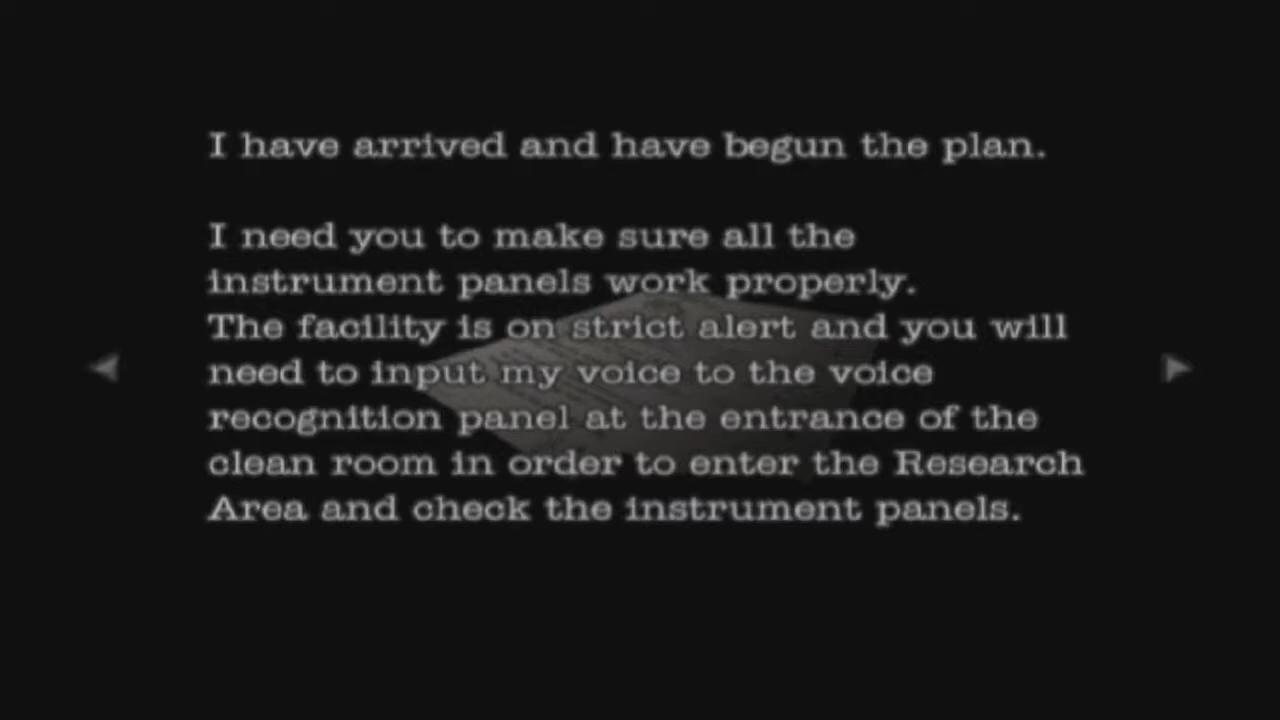 I have arrived and have begun the plan.
I need you to make sure all the
instrument panels work properly.
The facility is on strict alert and you will
need to input my voice to the voice
recognition panel at the entrance of the
clean room in order to enter the Research
Area and check the instrument panels.